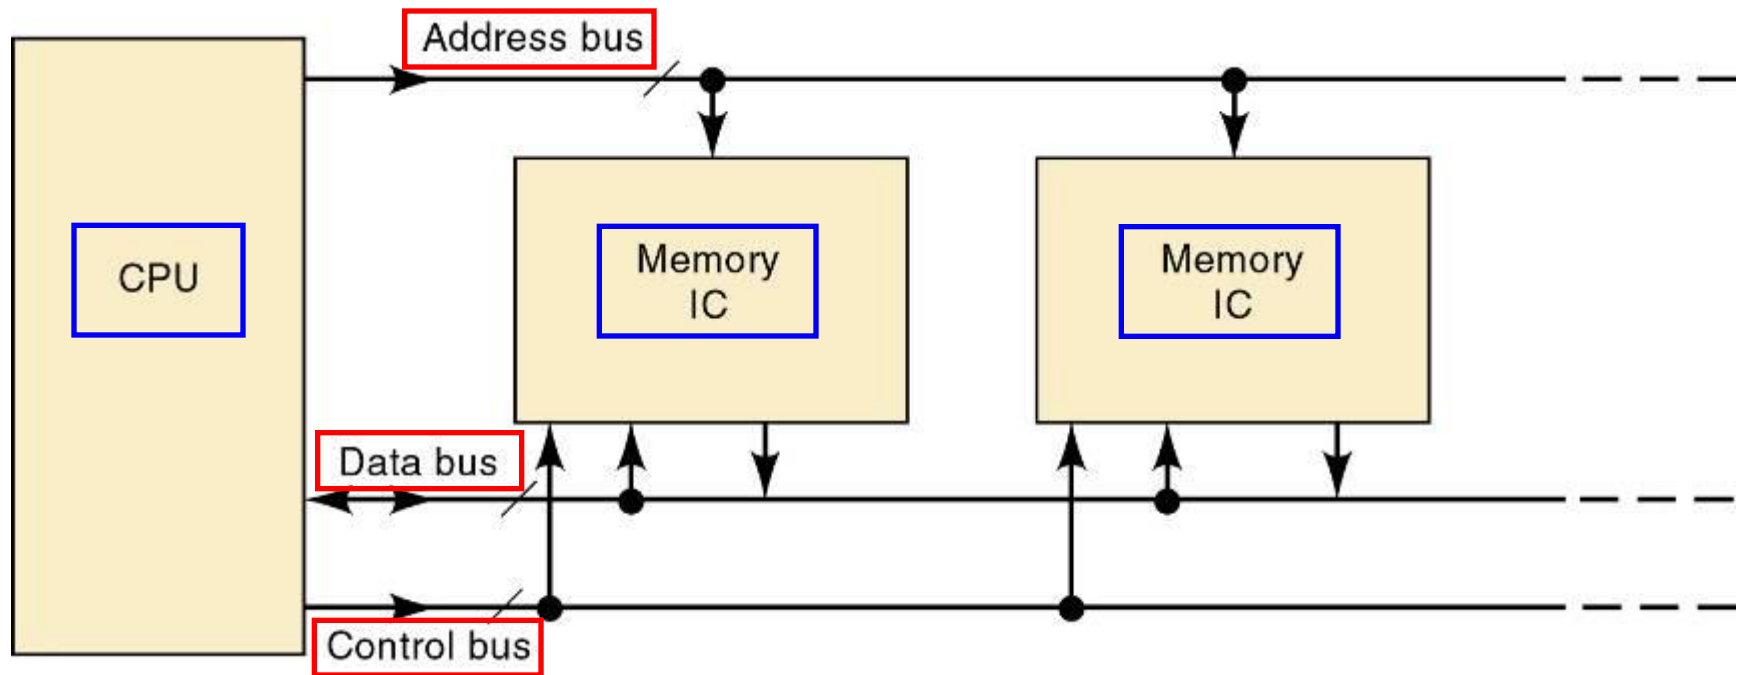 Address bus
CPU
Memory
IC
Memory
IC
Data bus
Control bus